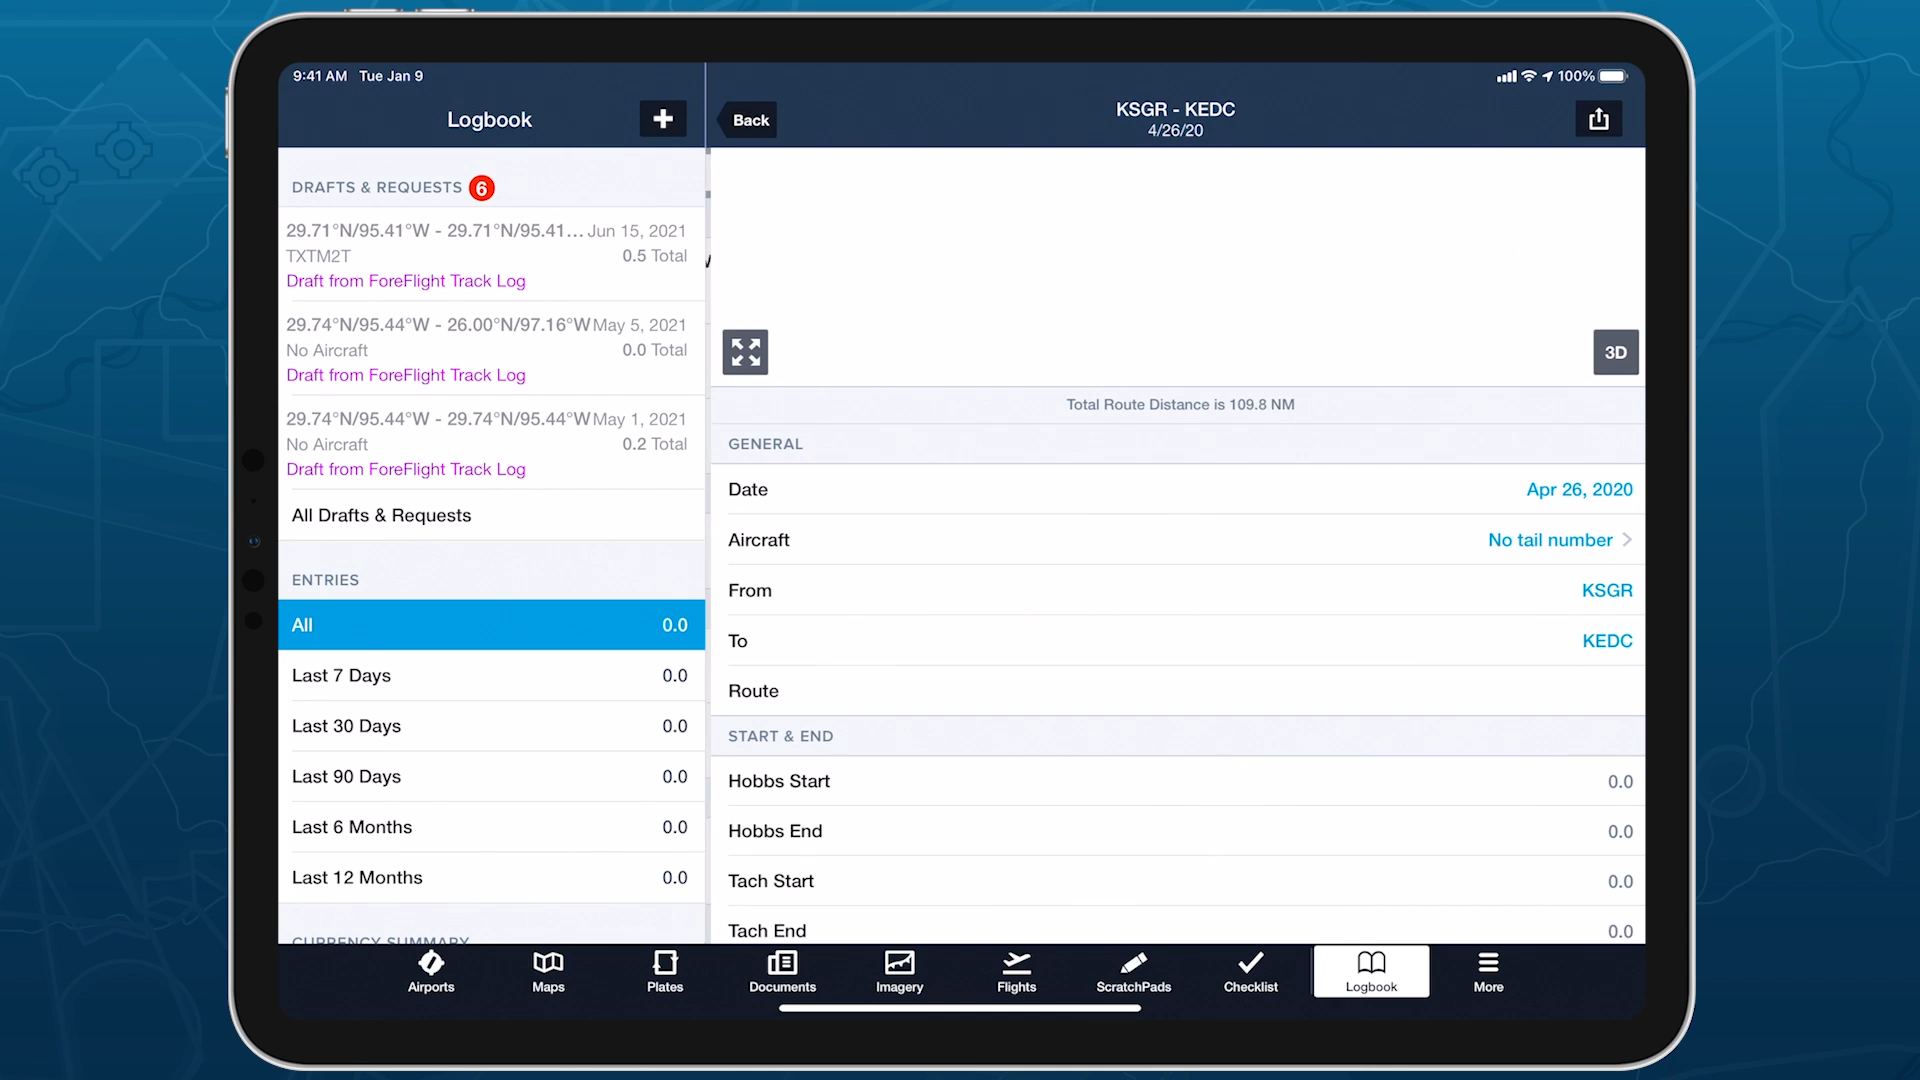 9:41 AM Tue Jan 9
100%
Logbook
Back
KSGR - KEDC
4/26/20
DRAFTS & REQUESTS 6
29.71°N/95.41°W - 29.71°N/95.41... Jun 15, 2021
TXTM2T 0.5 Total
Draft from ForeFlight Track Log
29.74°N/95.44°W - 26.00°N/97.16°W May 5, 2021
No Aircraft 0.0 Total
Draft from ForeFlight Track Log
29.74°N/95.44°W - 29.74°N/95.44°W May 1, 2021
No Aircraft 0.2 Total
Draft from ForeFlight Track Log
All Drafts & Requests
ENTRIES
All 0.0
Last 7 Days 0.0
Last 30 Days 0.0
Last 90 Days 0.0
Last 6 Months 0.0
Last 12 Months 0.0
CURRENCY SUMMARY
3D
Total Route Distance is 109.8 NM
GENERAL
Date Apr 26, 2020
Aircraft No tail number
From KSGR
To KEDC
Route
START & END
Hobbs Start 0.0
Hobbs End 0.0
Tach Start 0.0
Tach End 0.0
Airports Maps Plates Documents Imagery Flights ScratchPads Checklist Logbook More